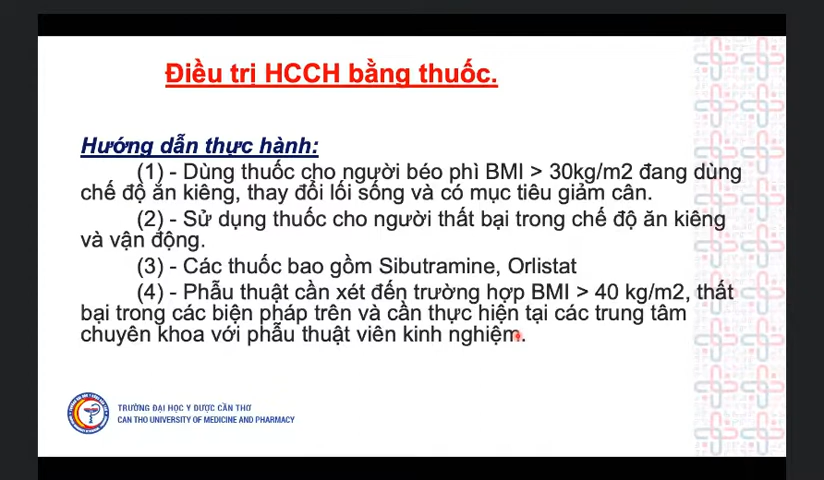 Điều trị HCCH bằng thuốc.
Hướng dẫn thực hành:
(1) - Dùng thuốc cho người béo phì BMI > 30kg/m2 đang dùng
chế độ ăn kiêng, thay đổi lối sống và có mục tiêu giảm cân.
(2) - Sử dụng thuốc cho người thất bại trong chế độ ăn kiêng
và vận động.
(3) - Các thuốc bao gồm Sibutramine, Orlistat
(4) - Phẫu thuật cần xét đến trường hợp BMI > 40 kg/m2, thất
bại trong các biện pháp trên và cần thực hiện tại các trung tâm
chuyên khoa với phẫu thuật viên kinh nghiệm.
TRƯỜNG ĐẠI HỌC Y DƯỢC CẦN THƠ
CAN THO UNIVERSITY OF MEDICINE AND PHARMACY